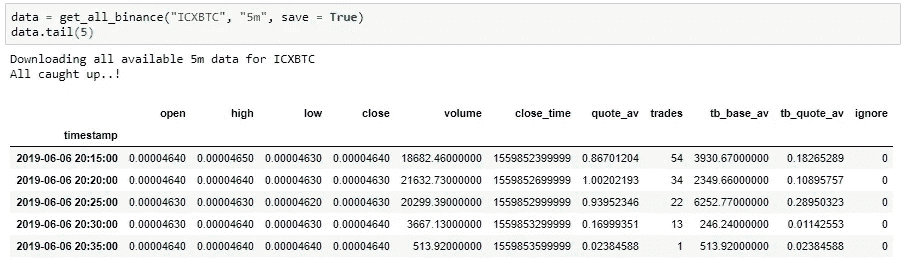 data = get_all_binance("ICXBTC", "5m", save = True)
data.tail(5)
Downloading all available 5m data for ICXBTC
All caught up..!
open high low close volume close_time quote_av trades tb_base_av tb_quote_av ignore
timestamp
2019-06-06 20:15:00 0.00004640 0.00004650 0.00004630 0.00004640 18682.46000000 1559852399999 0.86701204 54 3930.67000000 0.18265289 0
2019-06-06 20:20:00 0.00004640 0.00004640 0.00004630 0.00004630 21632.73000000 1559852699999 1.00202193 34 2349.66000000 0.10895757 0
2019-06-06 20:25:00 0.00004630 0.00004630 0.00004620 0.00004630 20299.39000000 1559852999999 0.93952346 22 6252.77000000 0.28950323 0
2019-06-06 20:30:00 0.00004630 0.00004640 0.00004630 0.00004640 3667.13000000 1559853299999 0.16999351 13 246.24000000 0.01142553 0
2019-06-06 20:35:00 0.00004640 0.00004640 0.00004640 0.00004640 513.92000000 1559853599999 0.02384588 1 513.92000000 0.02384588 0